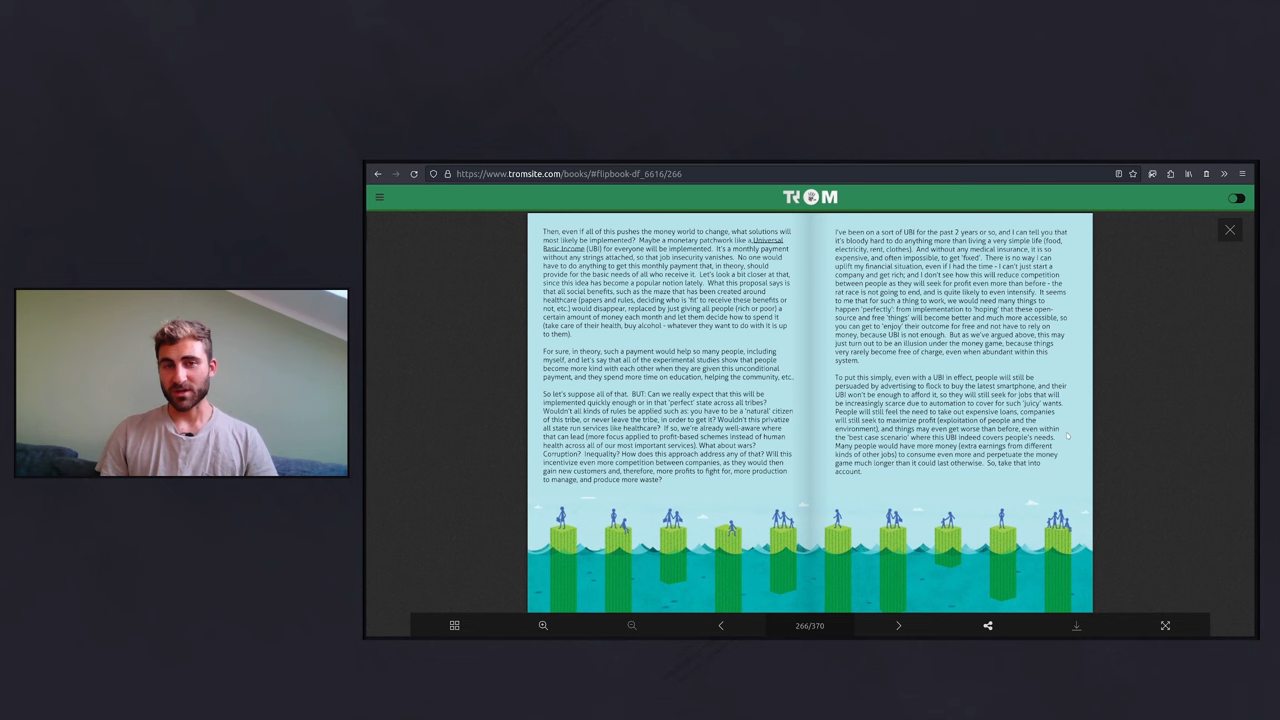 https://www.tromsite.com/books/#flipbook-df_6616/266
TROM
Then, even if all of this pushes the money world to change, what solutions will
most likely be implemented? Maybe a monetary patchwork like a Universal
Basic Income (UBI) for everyone will be implemented. It's a monthly payment
without any strings attached, so that job insecurity vanishes. No one would
have to do anything to get this monthly payment that, in theory, should
provide for the basic needs of all who receive it. Let's look a bit closer at that,
since this idea has become a popular notion lately. What this proposal says is
that all social benefits, such as the maze that has been created around
healthcare (papers and rules, deciding who is 'fit' to receive these benefits or
not, etc.) would disappear, replaced by just giving all people (rich or poor) a
certain amount of money each month and let them decide how to spend it
(take care of their health, buy alcohol - whatever they want to do with it is up
to them).
For sure, in theory, such a payment would help so many people, including
myself, and let's say that all of the experimental studies show that people
become more kind with each other when they are given this unconditional
payment, and they spend more time on education, helping the community, etc..
So let's suppose all of that. BUT: Can we really expect that this will be
implemented quickly enough or in that 'perfect' state across all tribes?
Wouldn't all kinds of rules be applied such as: you have to be a 'natural' citizen
of this tribe, or never leave the tribe, in order to get it? Wouldn't this privatize
all state run services like healthcare? If so, we're already well-aware where
that can lead (more focus applied to profit-based schemes instead of human
health across all of our most important services). What about wars?
Corruption? Inequality? How does this approach address any of that? Will this
incentivize even more competition between companies, as they would then
gain new customers and, therefore, more profits to fight for, more production
to manage, and produce more waste?
I've been on a sort of UBI for the past 2 years or so, and I can tell you that
it's bloody hard to do anything more than living a very simple life (food,
electricity, rent, clothes). And without any medical insurance, it is so
expensive, and often impossible, to get 'fixed'. There is no way I can
uplift my financial situation, even if I had the time - I can't just start a
company and get rich; and I don't see how this will reduce competition
between people as they will seek for profit even more than before - the
rat race is not going to end, and is quite likely to even intensify. It seems
to me that for such a thing to work, we would need many things to
happen 'perfectly': from implementation to 'hoping' that these open-
source and free 'things' will become better and much more accessible, so
you can get to 'enjoy' their outcome for free and not have to rely on
money, because UBI is not enough. But as we've argued above, this may
just turn out to be an illusion under the money game, because things
very rarely become free of charge, even when abundant within this
system.
To put this simply, even with a UBI in effect, people will still be
persuaded by advertising to flock to buy the latest smartphone, and their
UBI won't be enough to afford it, so they will still seek for jobs that will
be increasingly scarce due to automation to cover for such 'juicy' wants.
People will still feel the need to take out expensive loans, companies
will still seek to maximize profit (exploitation of people and the
environment), and things may even get worse than before, even within
the 'best case scenario' where this UBI indeed covers people's needs.
Many people would have more money (extra earnings from different
kinds of other jobs) to consume even more and perpetuate the money
game much longer than it could last otherwise. So, take that into
account.
266/370